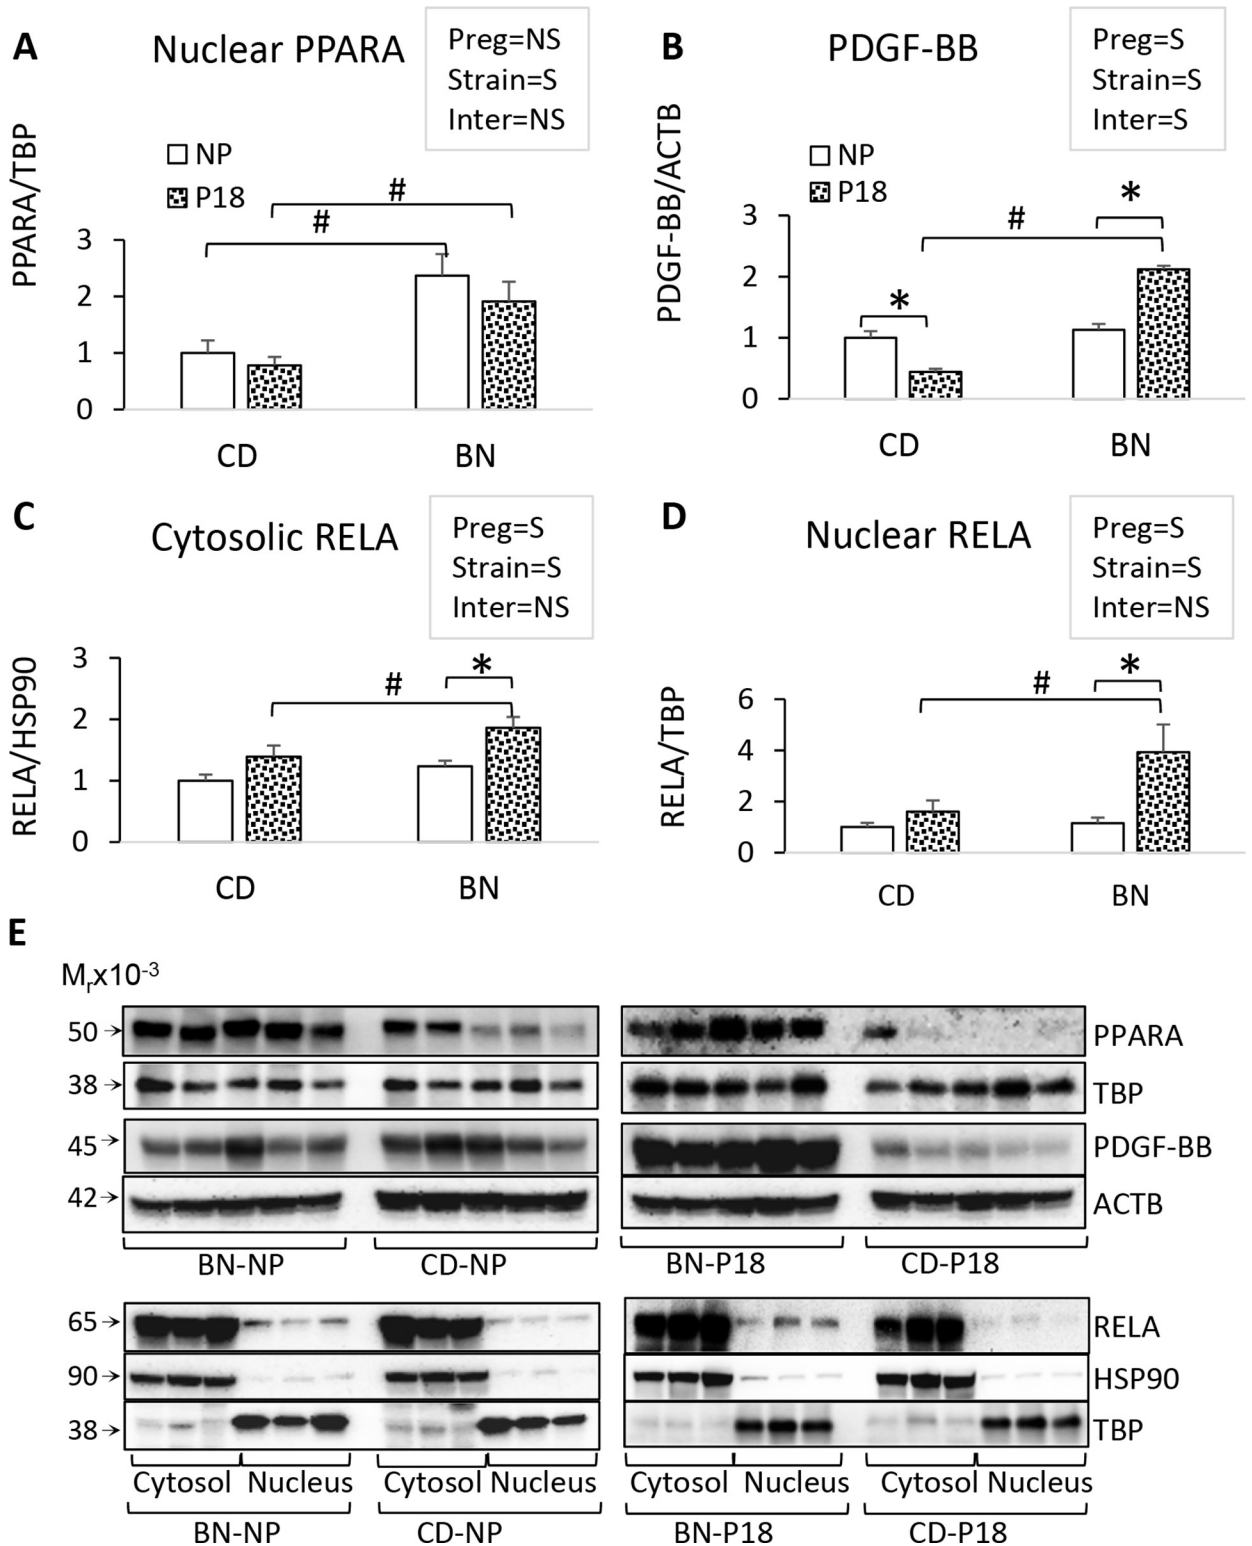 A
Nuclear PPARA
Preg=NS
Strain=S
Inter=NS
PPARA/TBP
NP
P18
#
#
3
2
1
0
CD
BN
B
PDGF-BB
Preg=S
Strain=S
Inter=S
PDGF-BB/ACTB
NP
P18
*
#
*
3
2
1
0
CD
BN
C
Cytosolic RELA
Preg=S
Strain=S
Inter=NS
RELA/HSP90
#
*
3
2
1
0
CD
BN
D
Nuclear RELA
Preg=S
Strain=S
Inter=NS
RELA/TBP
#
*
6
4
2
0
CD
BN
E
Mrx10-3
50→ PPARA
38→ TBP
45→ PDGF-BB
42→ ACTB
BN-NP CD-NP BN-P18 CD-P18
65→ RELA
90→ HSP90
38→ TBP
Cytosol Nucleus Cytosol Nucleus Cytosol Nucleus Cytosol Nucleus
BN-NP CD-NP BN-P18 CD-P18